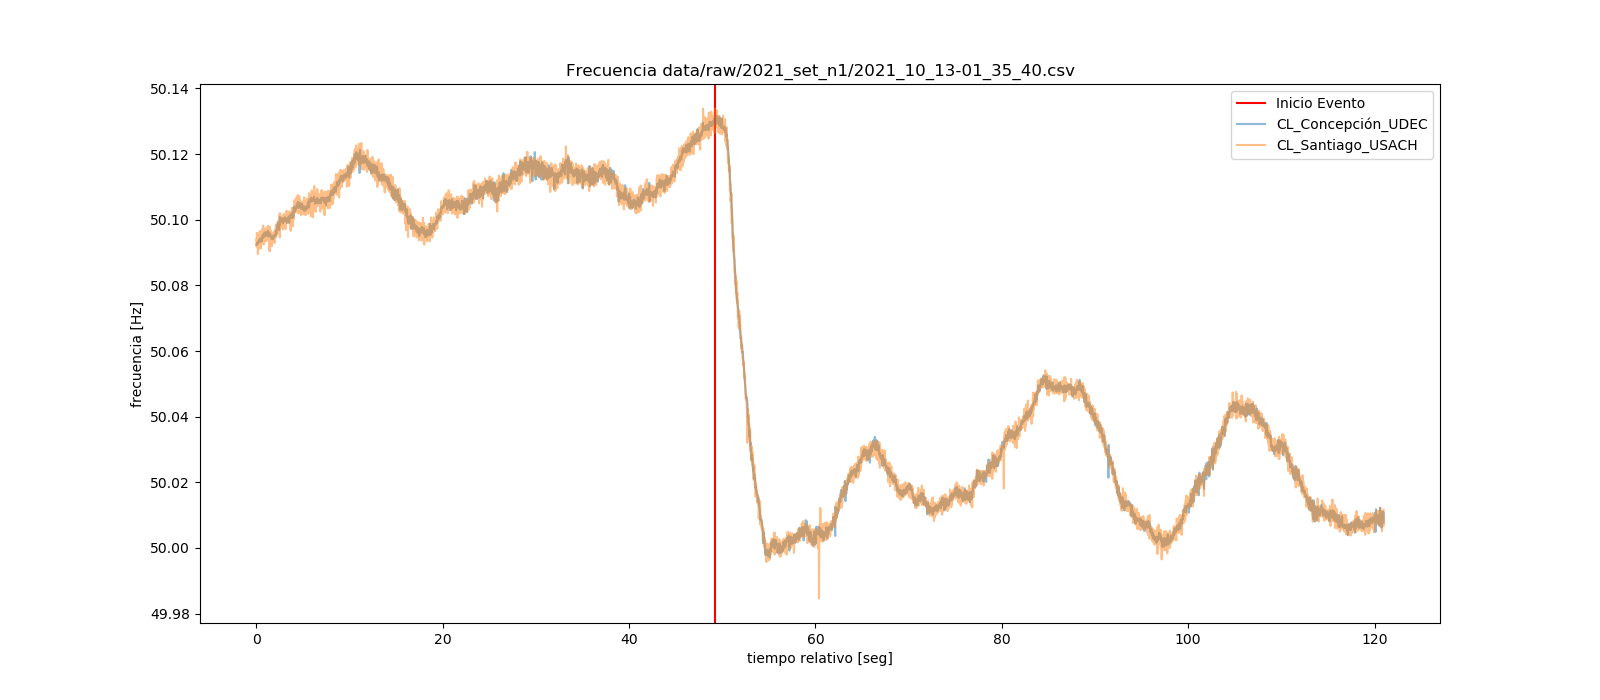 Frecuencia data/raw/2021_set_n1/2021_10_13-01_35_40.csv
50.14
50.12
50.10
50.08
50.06
50.04
50.02
50.00
49.98
frecuencia [Hz]
Inicio Evento
CL_Concepción_UDEC
CL_Santiago_USACH
0
20
40
60
80
100
120
tiempo relativo [seg]